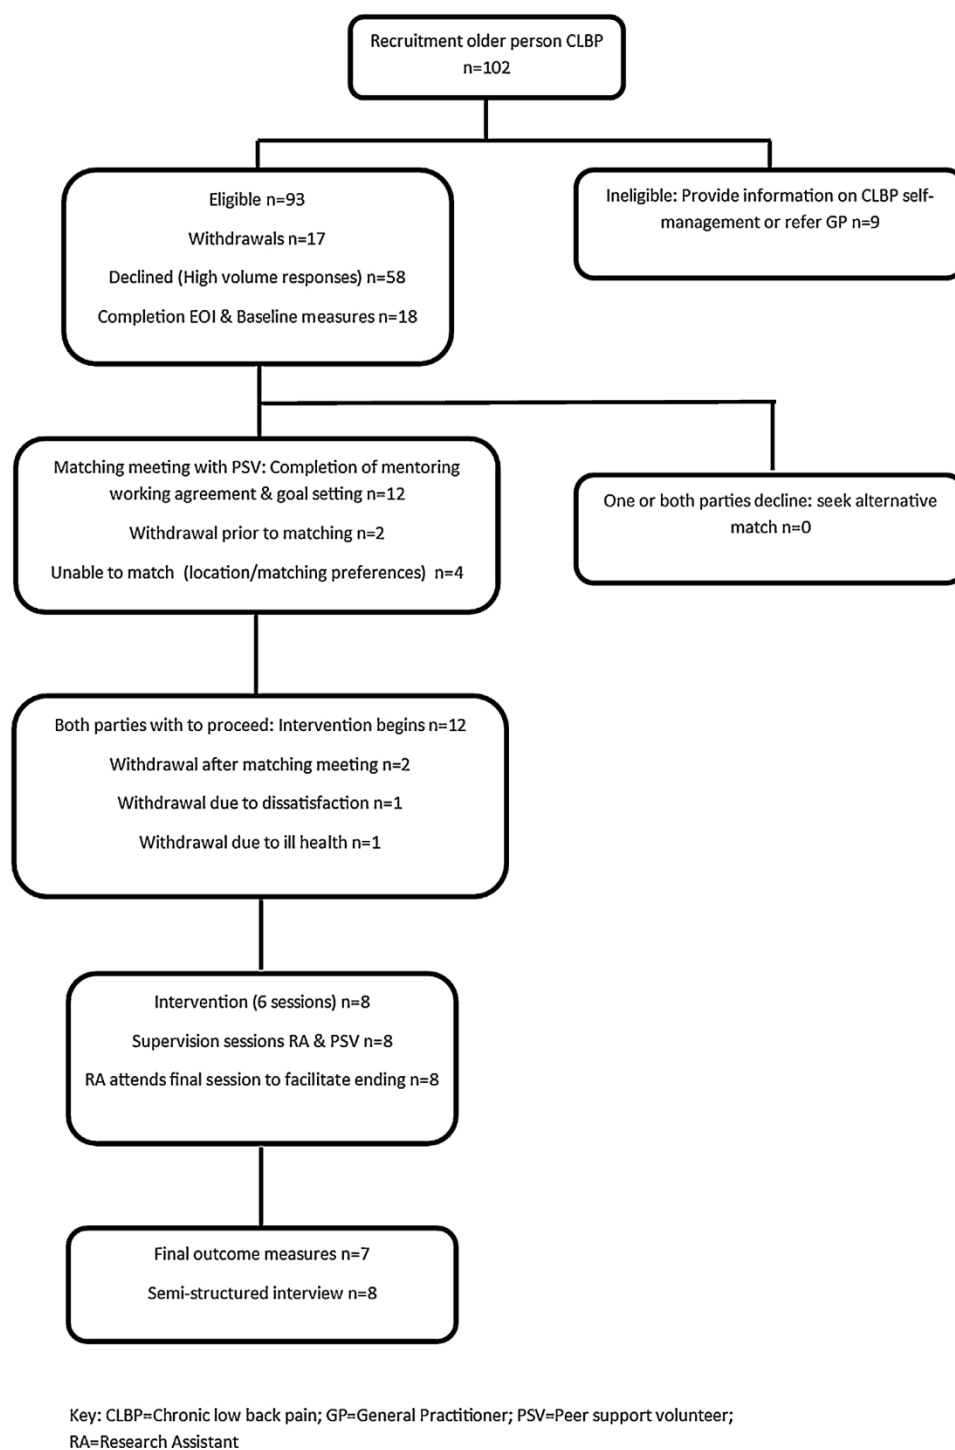 Recruitment older person CLBP
n=102
Eligible n=93
Withdrawals n=17
Declined (High volume responses) n=58
Completion EOI & Baseline measures n=18
Ineligible: Provide information on CLBP self-
management or refer GP n=9
Matching meeting with PSV: Completion of mentoring
working agreement & goal setting n=12
Withdrawal prior to matching n=2
Unable to match (location/matching preferences) n=4
One or both parties decline: seek alternative
match n=0
Both parties with to proceed: Intervention begins n=12
Withdrawal after matching meeting n=2
Withdrawal due to dissatisfaction n=1
Withdrawal due to ill health n=1
Intervention (6 sessions) n=8
Supervision sessions RA & PSV n=8
RA attends final session to facilitate ending n=8
Final outcome measures n=7
Semi-structured interview n=8
Key: CLBP=Chronic low back pain; GP=General Practitioner; PSV=Peer support volunteer;
RA=Research Assistant